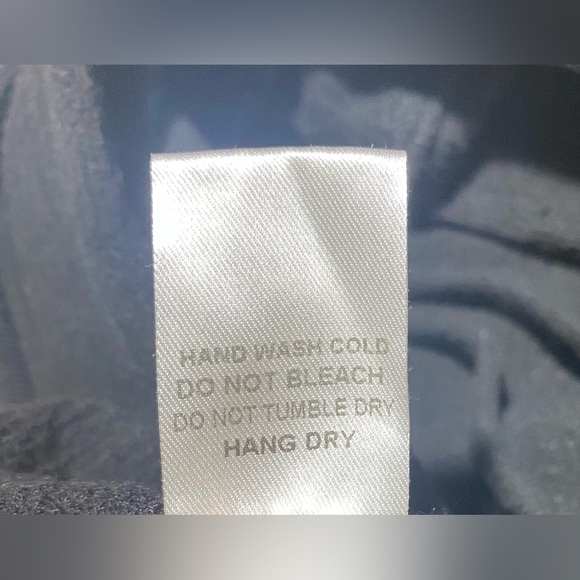 HAND WASH COLD
DO NOT BLEACH
DO NOT TUMBLE DRY
HANG DRY